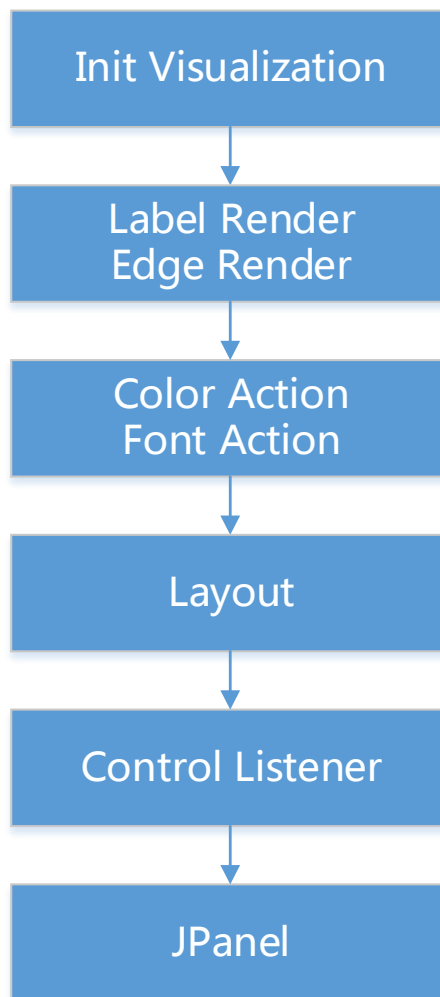 Init Visualization
Label Render
Edge Render
Color Action
Font Action
Layout
Control Listener
JPanel